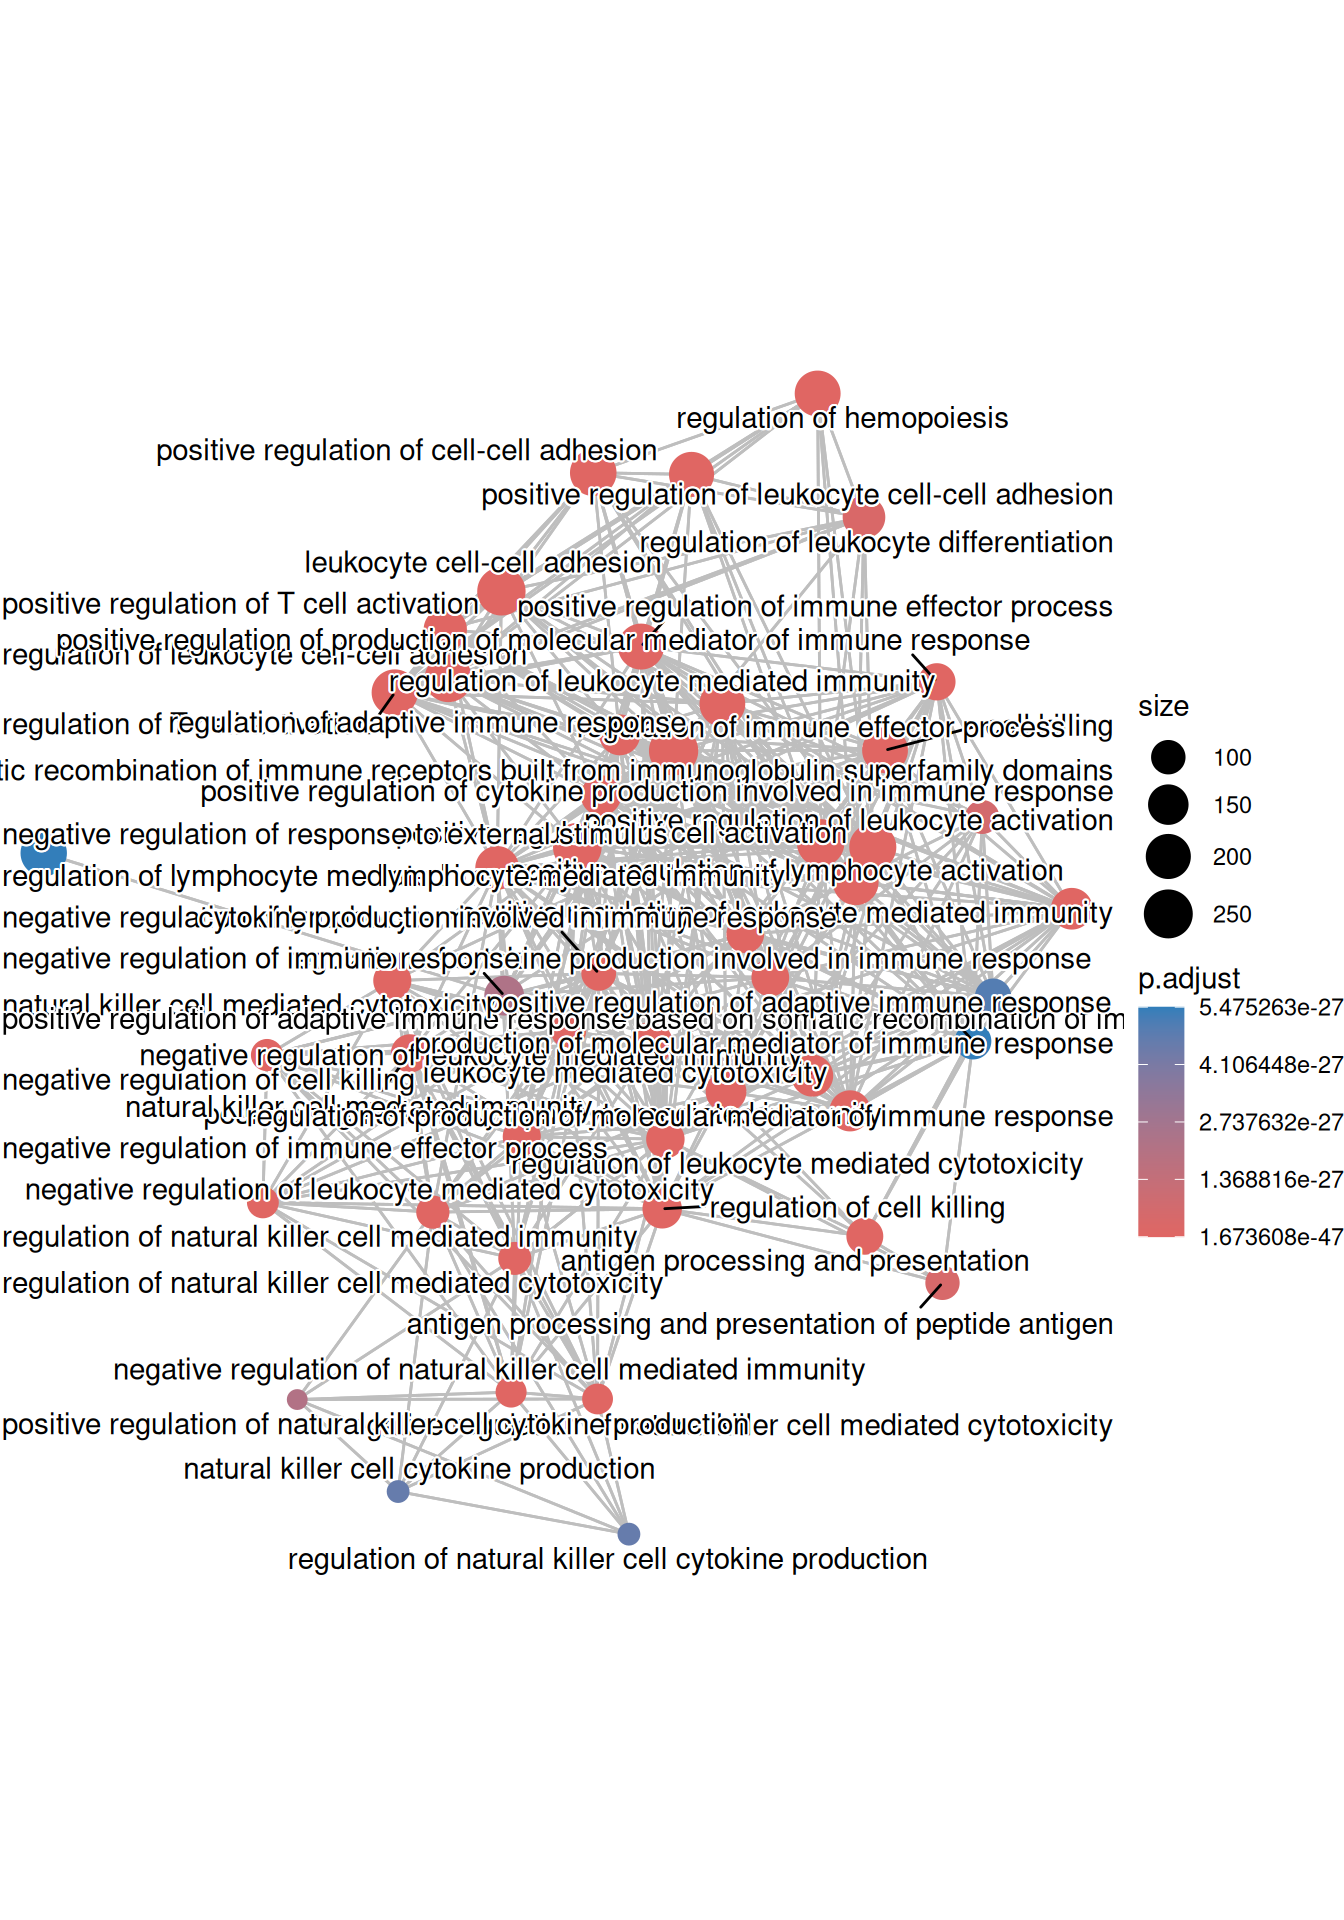 regulation of hemopoiesis
positive regulation of cell-cell adhesion
positive regulation of leukocyte cell-cell adhesion
regulation of leukocyte differentiation
leukocyte cell-cell adhesion
positive regulation of T cell activation
positive regulation of immune effector process
positive regulation of production of molecular mediator of immune response
regulation of leukocyte cell-cell adhesion
regulation of leukocyte mediated immunity
regulation of
regulation of adaptive immune response
of immune effector process
killing
tic recombination of immune receptors built from immunoglobulin superfamily domains
positive regulation of cytokine production involved in immune response
positive regulation of leukocyte activation
negative regulation of response to external stimulus
cell activation
regulation of lymphocyte
lymphocyte mediated immunity
lymphocyte activation
negative
cytokine production involved in immune response
mediated immunity
negative regulation of immune response
production involved in immune response
natural killer cell mediated cytotoxicity
positive regulation of adaptive immune response
positive regulation of adaptive immune response based on somatic recombination of im
production of molecular mediator of immune response
negative regulation of leukocyte mediated immunity
leukocyte mediated cytotoxicity
negative regulation of cell killing
natural killer cell mediated immunity
regulation of production of molecular mediator of immune response
negative regulation of immune effector process
regulation of leukocyte mediated cytotoxicity
negative regulation of leukocyte mediated cytotoxicity
regulation of cell killing
regulation of natural killer cell mediated immunity
antigen processing and presentation
regulation of natural killer cell mediated cytotoxicity
antigen processing and presentation of peptide antigen
negative regulation of natural killer cell mediated immunity
positive regulation of natural killer cell cytokine production
cell mediated cytotoxicity
natural killer cell cytokine production
regulation of natural killer cell cytokine production
size
100
150
200
250
p.adjust
5.475263e-27
4.106448e-27
2.737632e-27
1.368816e-27
1.673608e-47